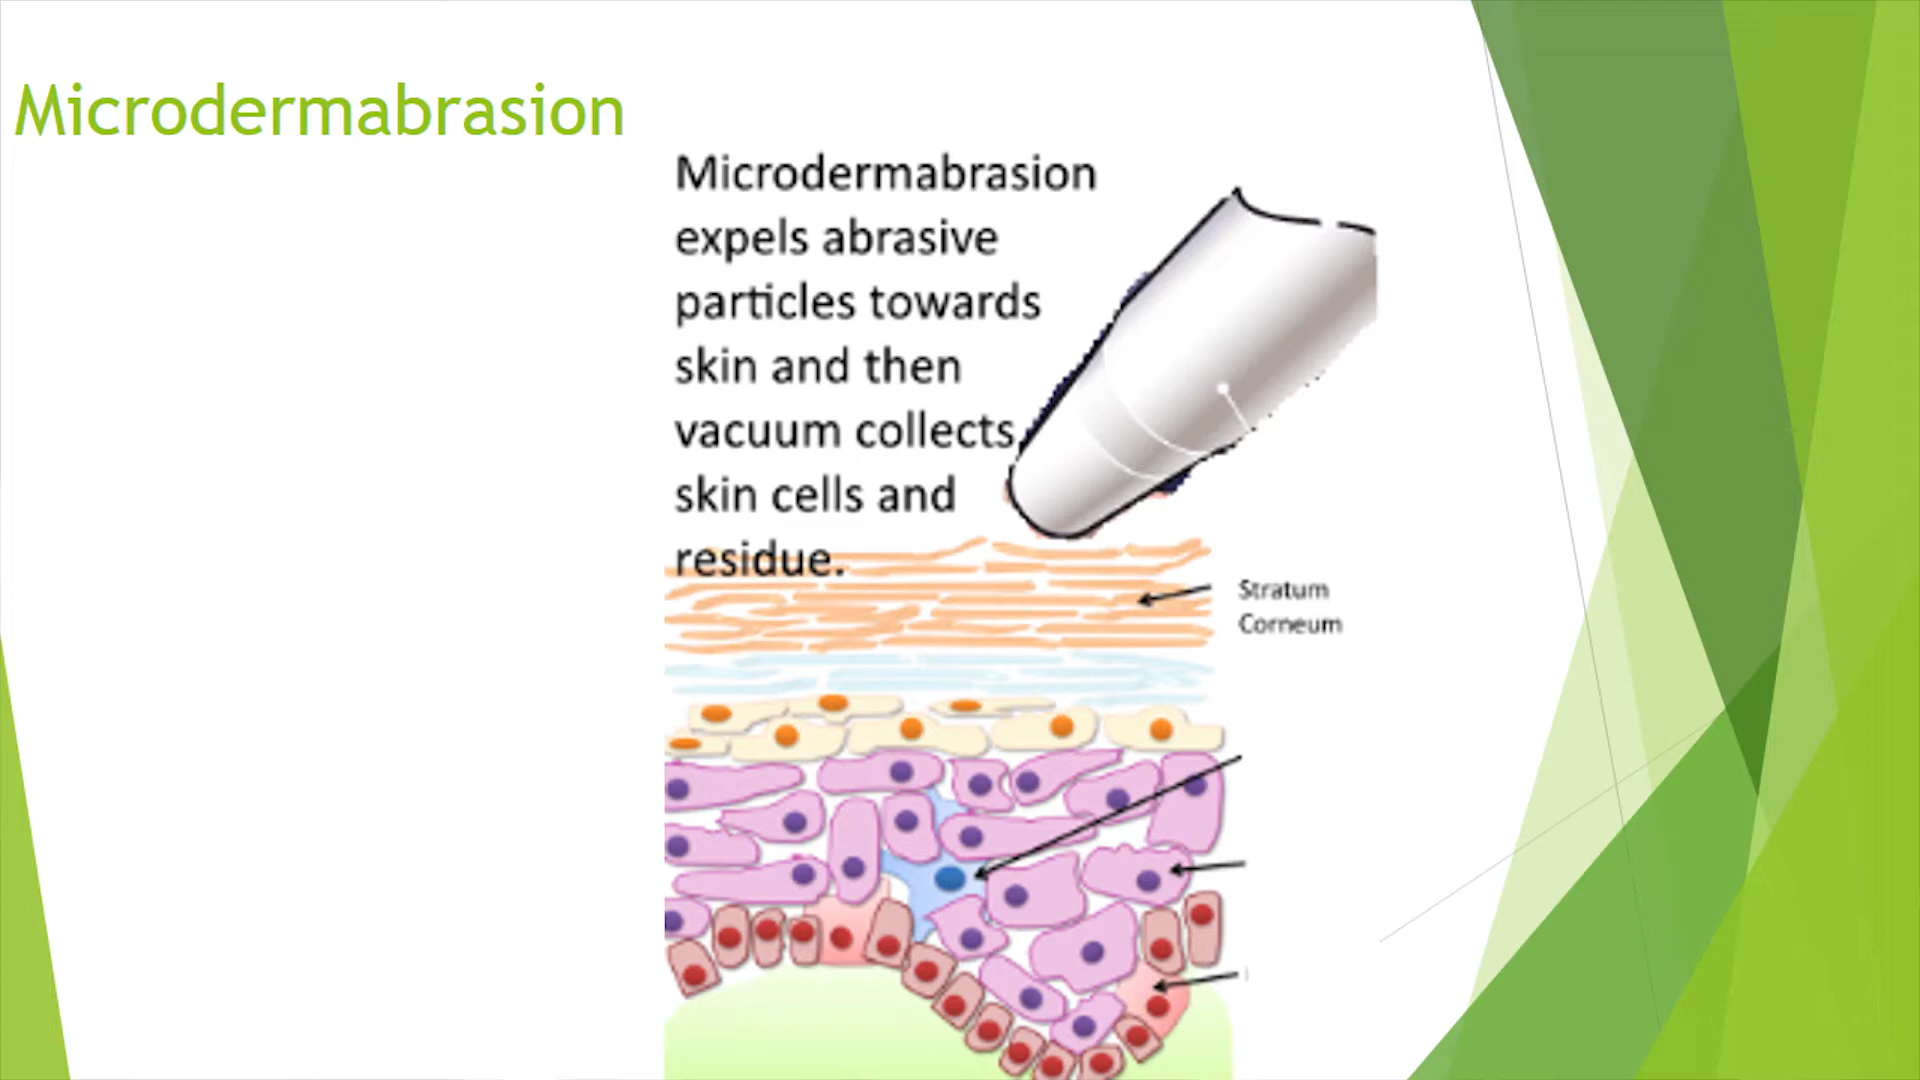 Microdermabrasion
Microdermabrasion
expels abrasive
particles towards
skin and then
vacuum collects
skin cells and
residue.
Stratum
Corneum